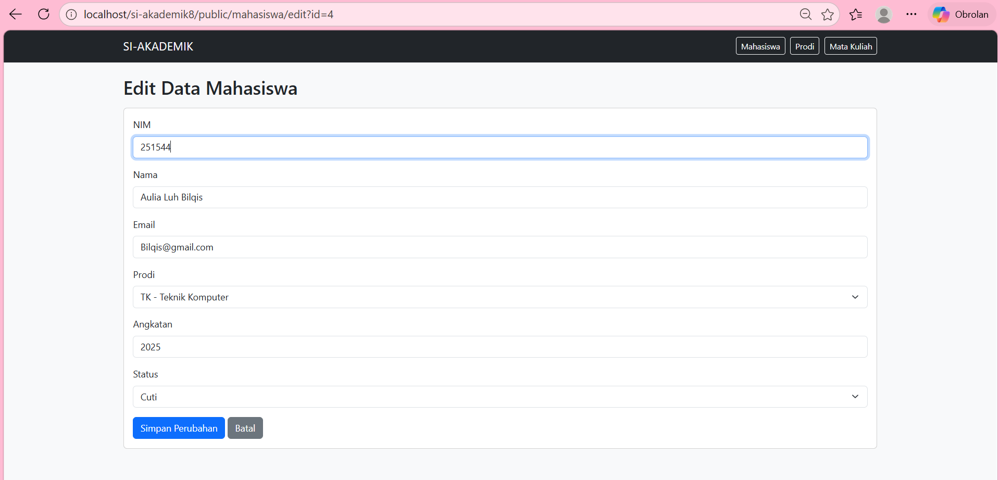 localhost/si-akademik8/public/mahasiswa/edit?id=4
Obrolan
SI-AKADEMIK
Mahasiswa
Prodi
Mata Kuliah
Edit Data Mahasiswa
NIM
251544
Nama
Aulia Luh Bilqis
Email
Bilqis@gmail.com
Prodi
TK - Teknik Komputer
Angkatan
2025
Status
Cuti
Simpan Perubahan
Batal